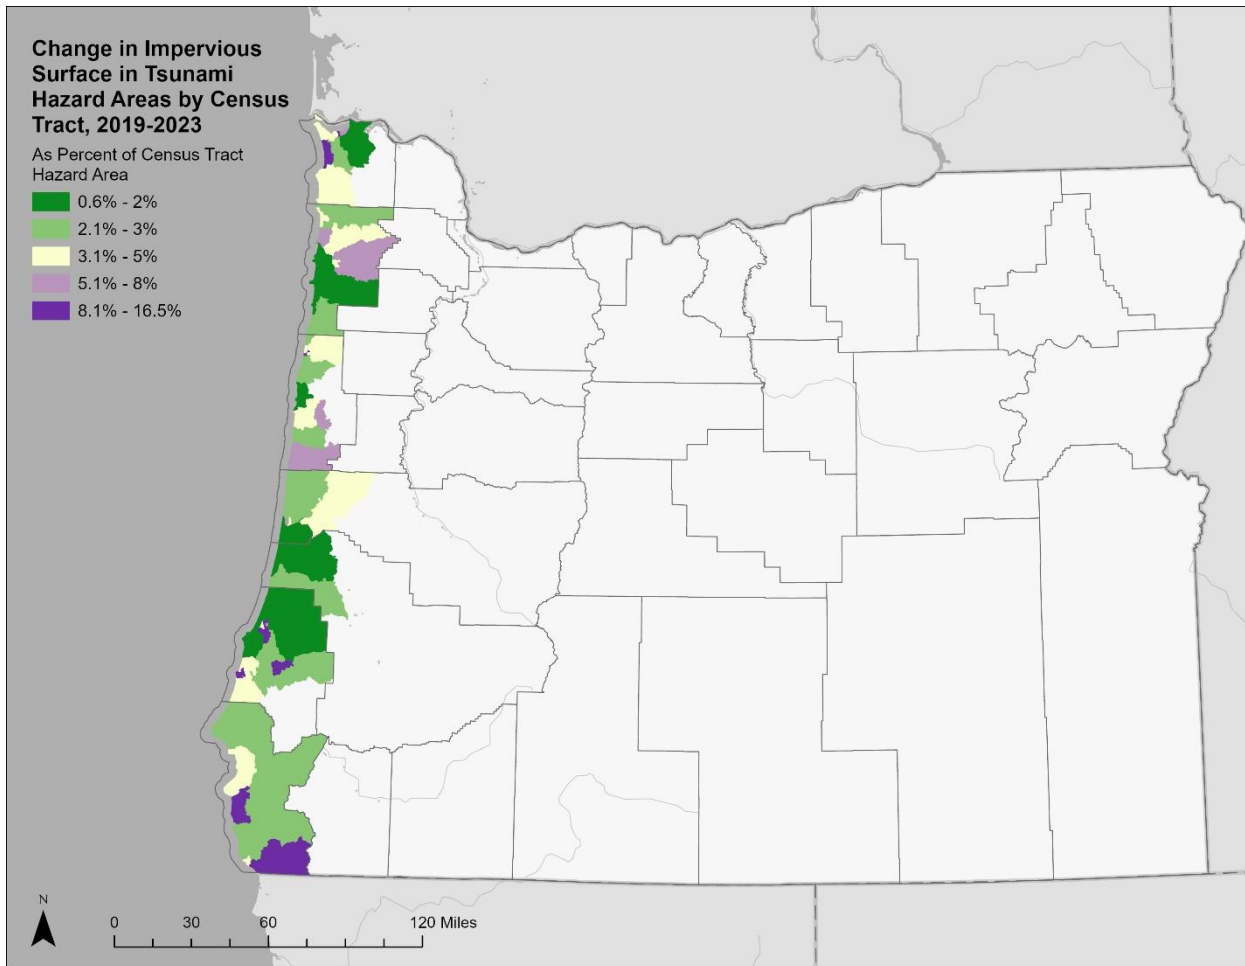 Change in Impervious
Surface in Tsunami
Hazard Areas by Census
Tract, 2019-2023
As Percent of Census Tract
Hazard Area
0.6% - 2%
2.1% - 3%
3.1% - 5%
5.1% - 8%
8.1% - 16.5%
N
0 30 60 120 Miles